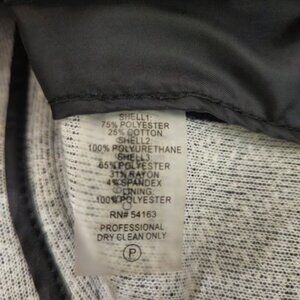 SHELL1:
75% POLYESTER
25% COTTON
SHELL2
100% POLYURETHANE
SHELL3
65% POLYESTER
31% RAYON
4% SPANDEX
LINING
100% POLYESTER
RN# 54163
PROFESSIONAL
DRY CLEAN ONLY
P